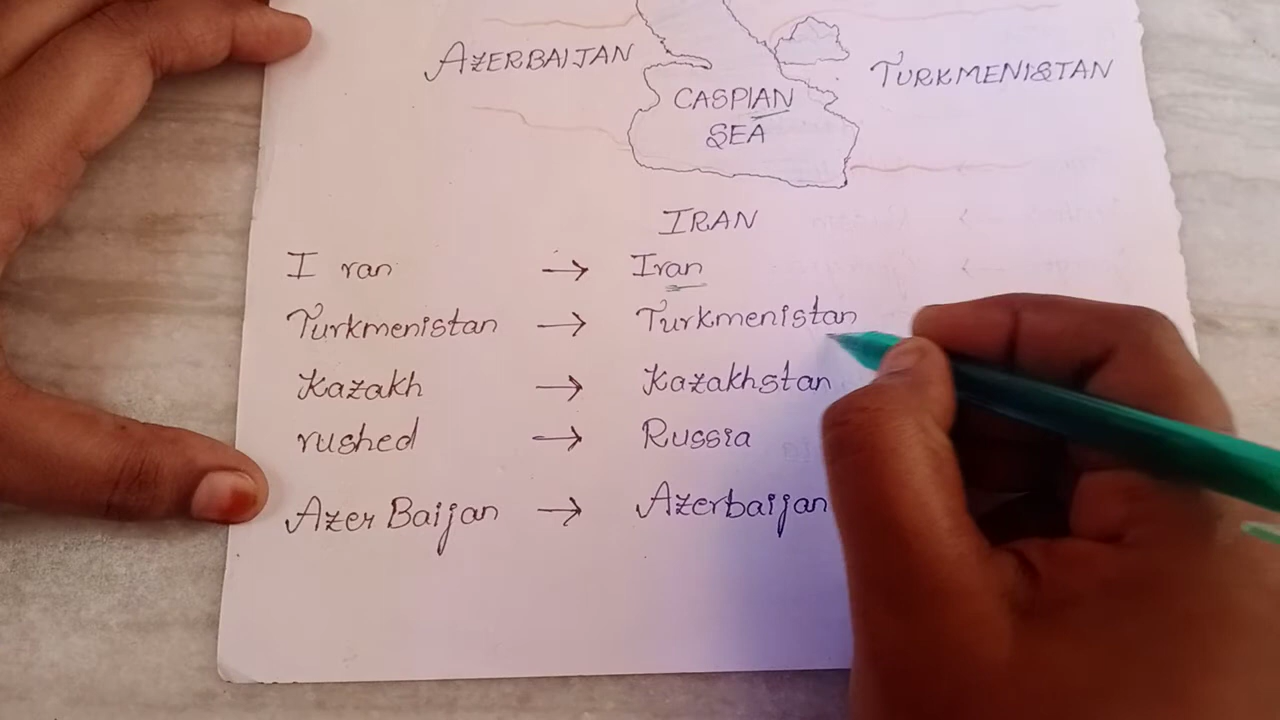 AZERBAIJAN TURKMENISTAN
CASPIAN
SEA
IRAN
I ran → Iran
Turkmenistan → Turkmenistan
Kazakh → Kazakhstan
rushed → Russia
Azer Baijan → Azerbaijan